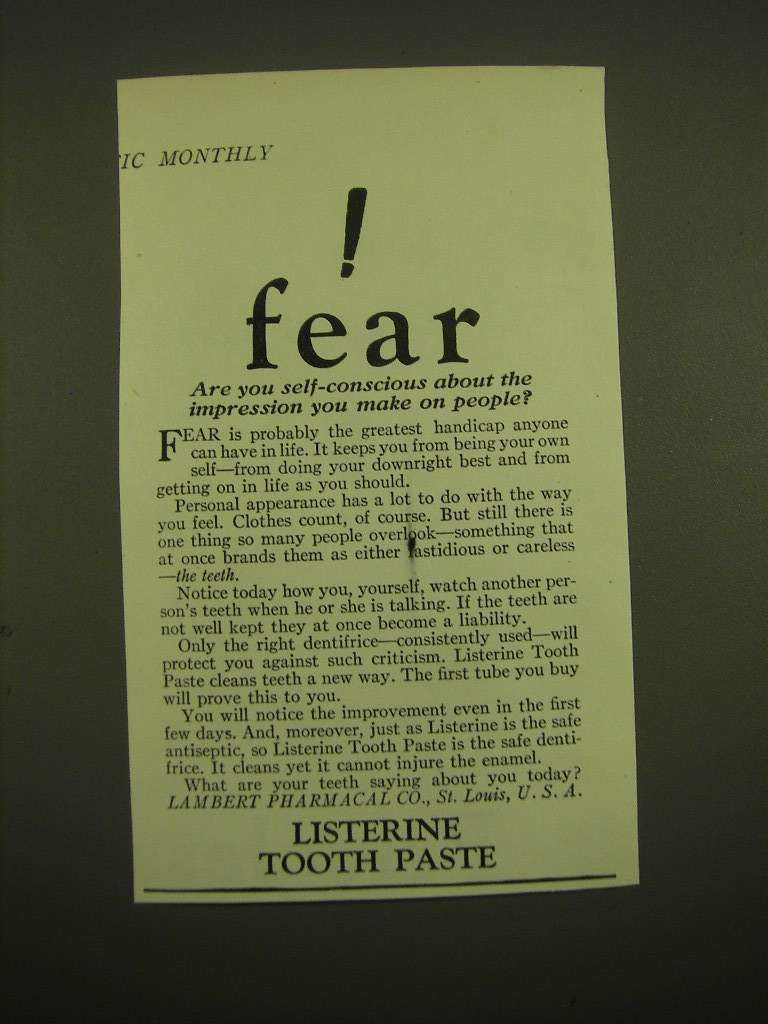 IC MONTHLY
!
fear
Are you self-conscious about the
impression you make on people?
FEAR is probably the greatest handicap anyone
can have in life. It keeps you from being your own
self—from doing your downright best and from
getting on in life as you should.
Personal appearance has a lot to do with the way
you feel. Clothes count, of course. But still there is
one thing so many people overlook—something that
at once brands them as either fastidious or careless
—the teeth.
Notice today how you, yourself, watch another per-
son's teeth when he or she is talking. If the teeth are
not well kept they at once become a liability.
Only the right dentifrice—consistently used—will
protect you against such criticism. Listerine Tooth
Paste cleans teeth a new way. The first tube you buy
will prove this to you.
You will notice the improvement even in the first
few days. And, moreover, just as Listerine is the safe
antiseptic, so Listerine Tooth Paste is the safe denti-
frice. It cleans yet it cannot injure the enamel.
What are your teeth saying about you today?
LAMBERT PHARMACAL CO., St. Louis, U. S. A.
LISTERINE
TOOTH PASTE